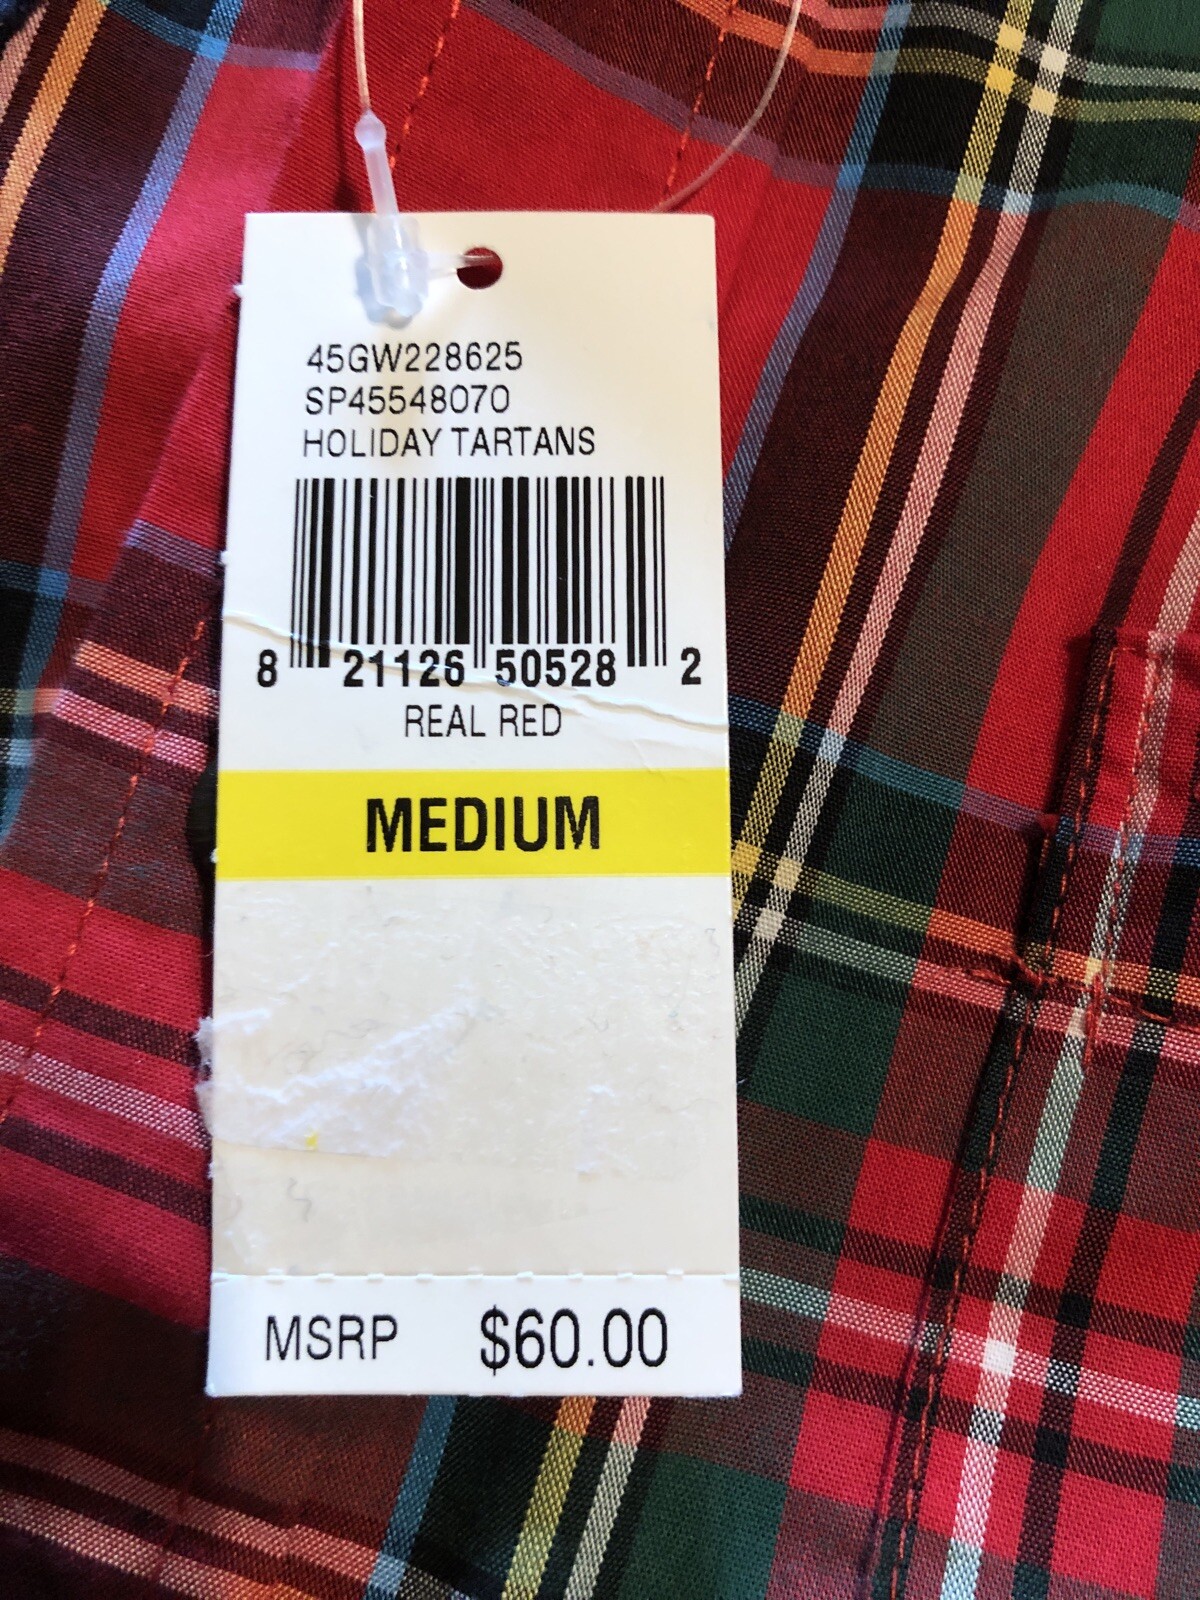 45GW228625
SP45548070
HOLIDAY TARTANS
8 21126 50528 2
REAL RED
MEDIUM
MSRP $60.00